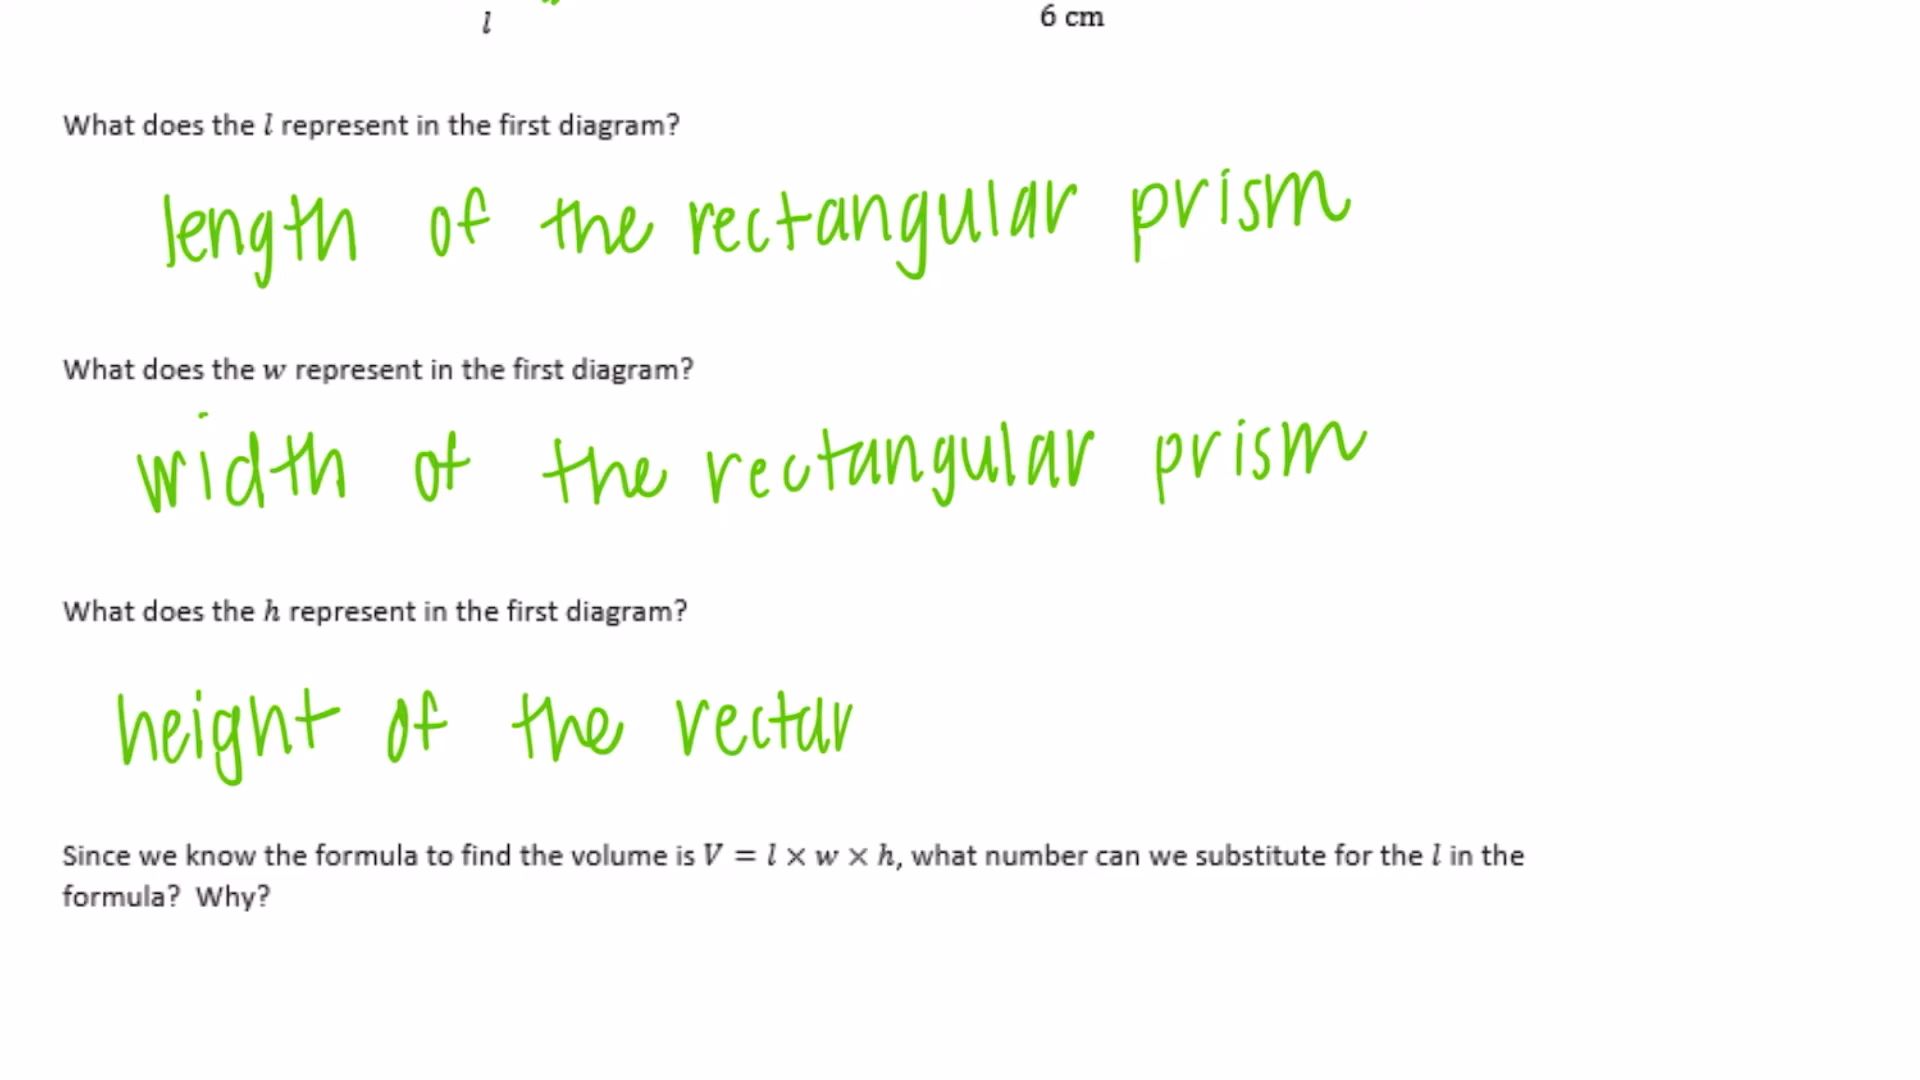 l 6 cm
What does the l represent in the first diagram?
length of the rectangular prism
What does the w represent in the first diagram?
width of the rectangular prism
What does the h represent in the first diagram?
height of the rectan
Since we know the formula to find the volume is V = l × w × h, what number can we substitute for the l in the
formula? Why?